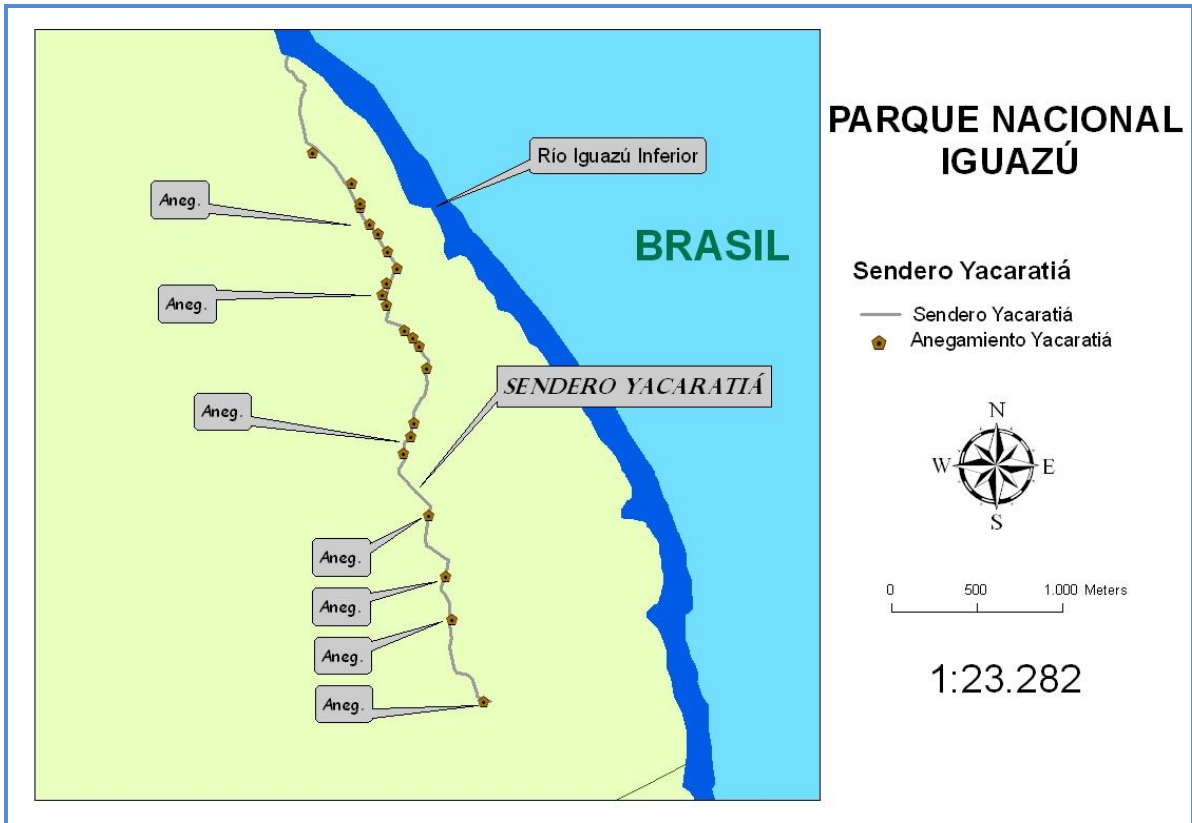 PARQUE NACIONAL
IGUAZÚ
Río Iguazú Inferior
Aneg.
BRASIL
Sendero Yacaratiá
Aneg.
Sendero Yacaratiá
Anegamiento Yacaratiá
SENDERO YACARATIÁ
Aneg.
N
W
E
S
Aneg.
Aneg.
0 500 1.000 Meters
Aneg.
1:23.282
Aneg.